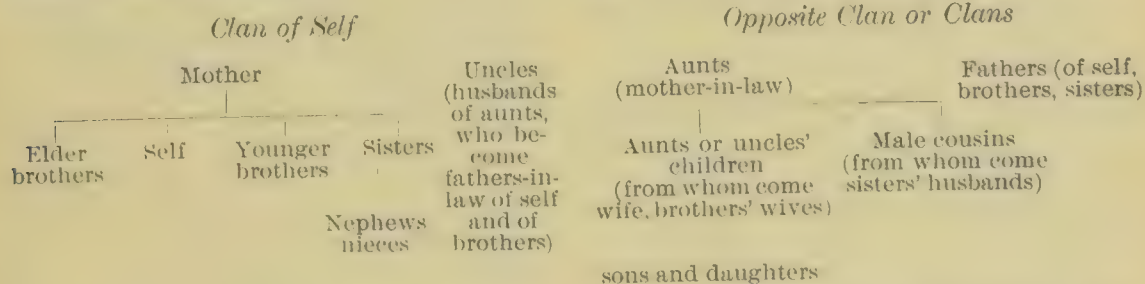 Clan of Self
Opposite Clan or Clans
Mother
Elder
brothers
Self
Younger
brothers
Sisters
Nephews
nieces
Uncles
(husbands
of aunts,
who be-
come
fathers-in-
law of self
and of
brothers)
Aunts
(mother-in-law)
Aunts or uncles'
children
(from whom come
wife, brothers' wives)
sons and daughters
Fathers (of self,
brothers, sisters)
Male cousins
(from whom come
sisters' husbands)